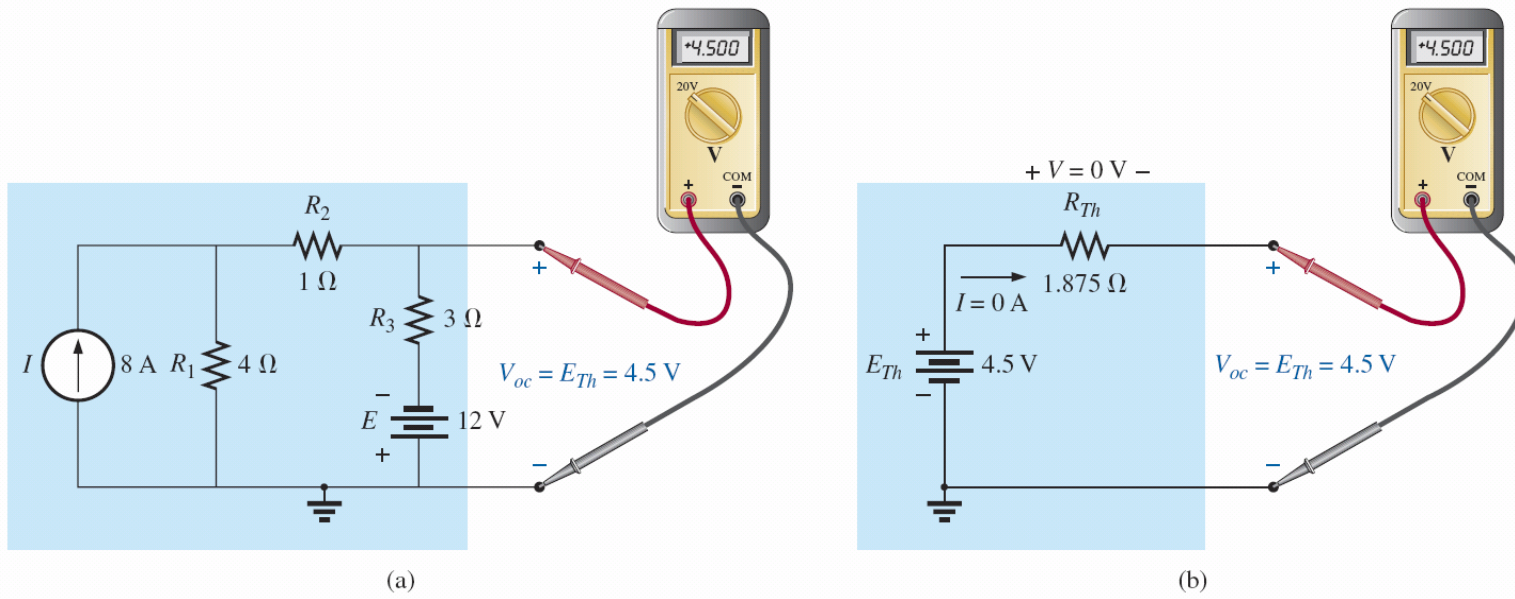 +4.500
20V
V
+
COM
−
R2
1 Ω
+
R3
3 Ω
I
8 A
R1
4 Ω
Voc = ETh = 4.5 V
−
E
12 V
+
−
(a)
+4.500
20V
V
+
COM
−
+ V = 0 V −
RTh
1.875 Ω
+
I = 0 A
+
ETh
4.5 V
−
Voc = ETh = 4.5 V
−
(b)